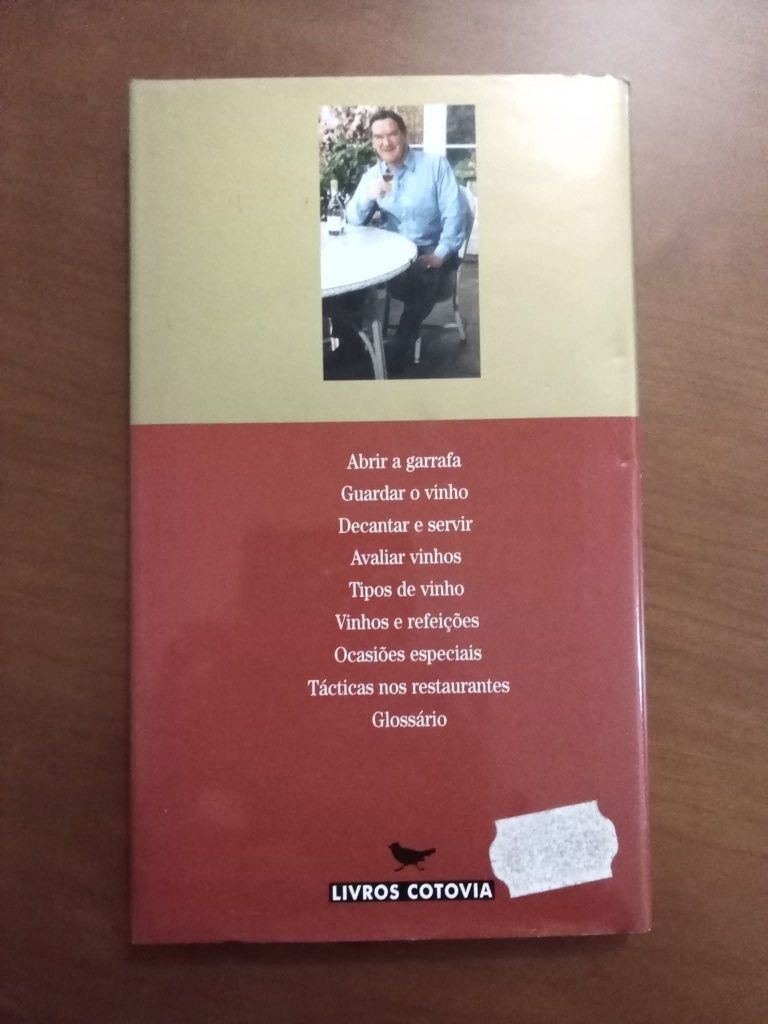 Abrir a garrafa
Guardar o vinho
Decantar e servir
Avaliar vinhos
Tipos de vinho
Vinhos e refeições
Ocasiões especiais
Tácticas nos restaurantes
Glossário
LIVROS COTOVIA